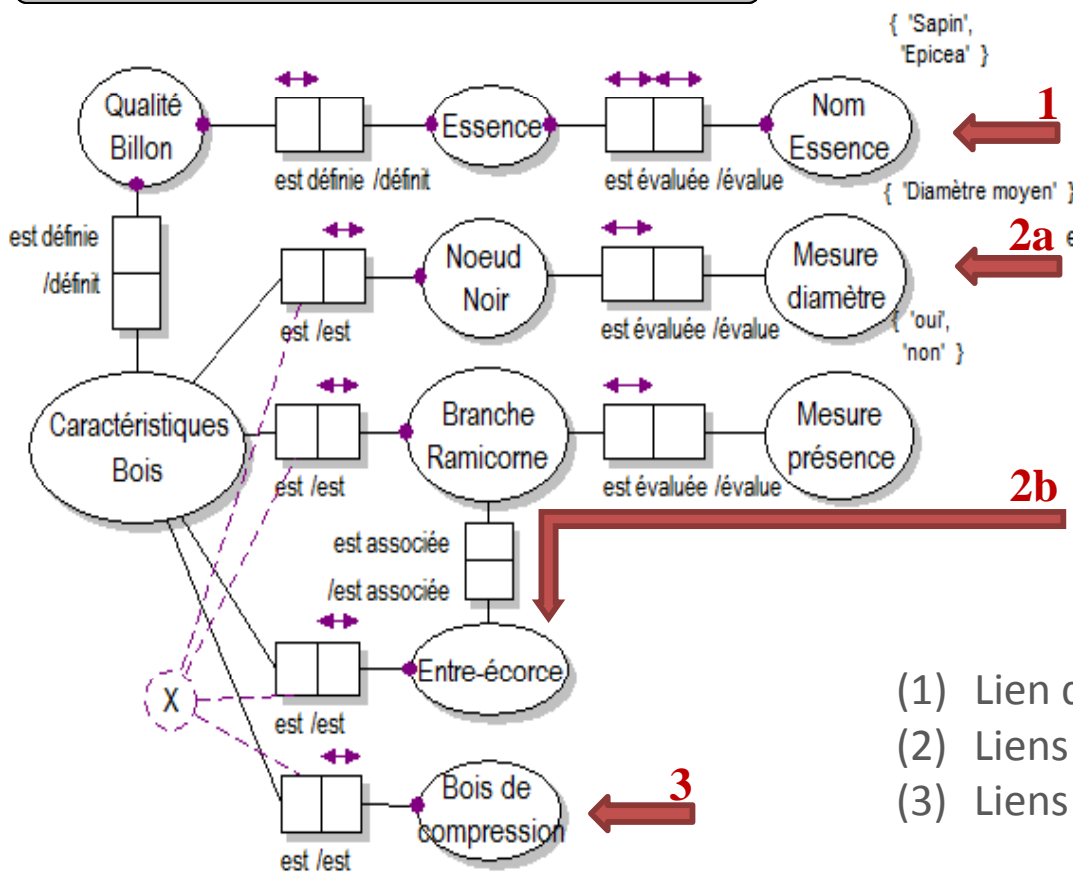 { 'Sapin',
'Epicea' }
1
Qualité
Billon
Essence
Nom
Essence
est définie /définit
est évaluée /évalue
{ 'Diamètre moyen' }
est définie
/définit
2a
Noeud
Noir
Mesure
diamètre
est /est
est évaluée /évalue
{ 'oui',
'non' }
Caractéristiques
Bois
Branche
Ramicorne
Mesure
présence
est /est
est évaluée /évalue
2b
est associée
/est associée
Entre-écorce
X
est /est
(1) Lien
(2) Liens
(3) Liens
3
Bois de
compression
est /est